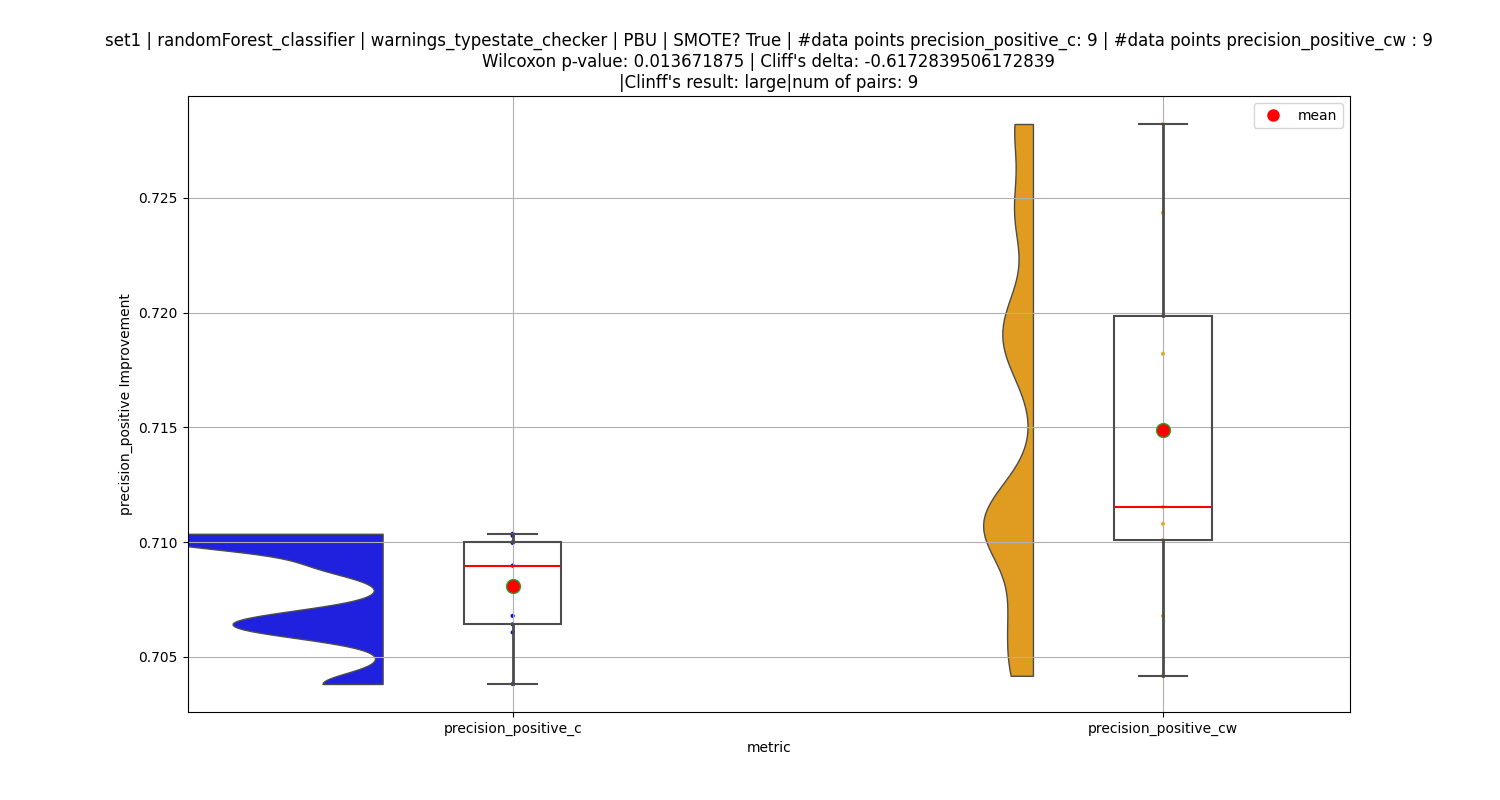 set1 | randomForest_classifier | warnings_typestate_checker | PBU | SMOTE? True | #data points precision_positive_c: 9 | #data points precision_positive_cw : 9
Wilcoxon p-value: 0.013671875 | Cliff's delta: -0.6172839506172839
|Clinff's result: large|num of pairs: 9
mean
0.725
0.720
0.715
0.710
0.705
precision_positive Improvement
precision_positive_c
precision_positive_cw
metric